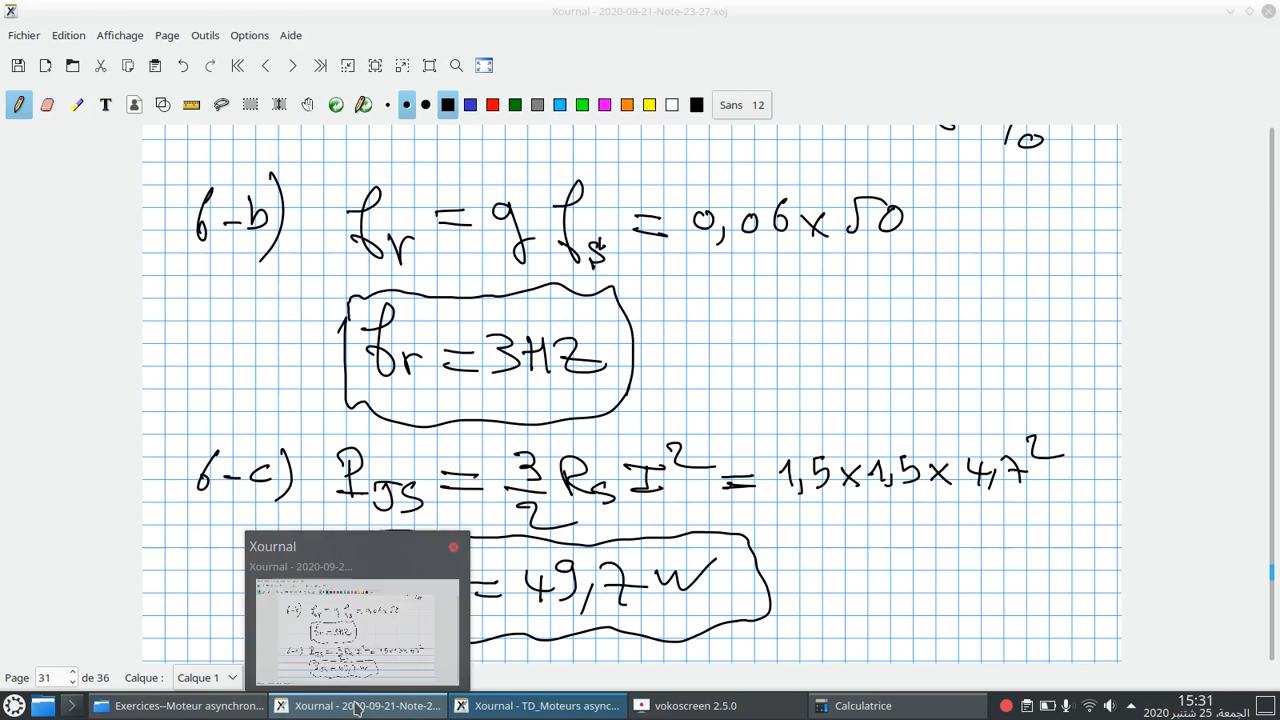 Xournal - 2020-09-21-Note-23-27.xoj
Fichier Edition Affichage Page Outils Options Aide
Sans 12
6-b) fr = g fs = 0,06 x 50
fr = 3HZ
6-c) PJS = 3/2 RS I² = 1,5 x 1,5 x 4,7²
= 49,7 W
Xournal
Xournal - 2020-09-2...
Page 31 de 36 Calque : Calque 1
Exercices--Moteur asynchron... Xournal - 2020-09-21-Note-2... Xournal - TD_Moteurs async... vokoscreen 2.5.0 Calculatrice
15:31
الجمعة, 25 شتنبر 2020